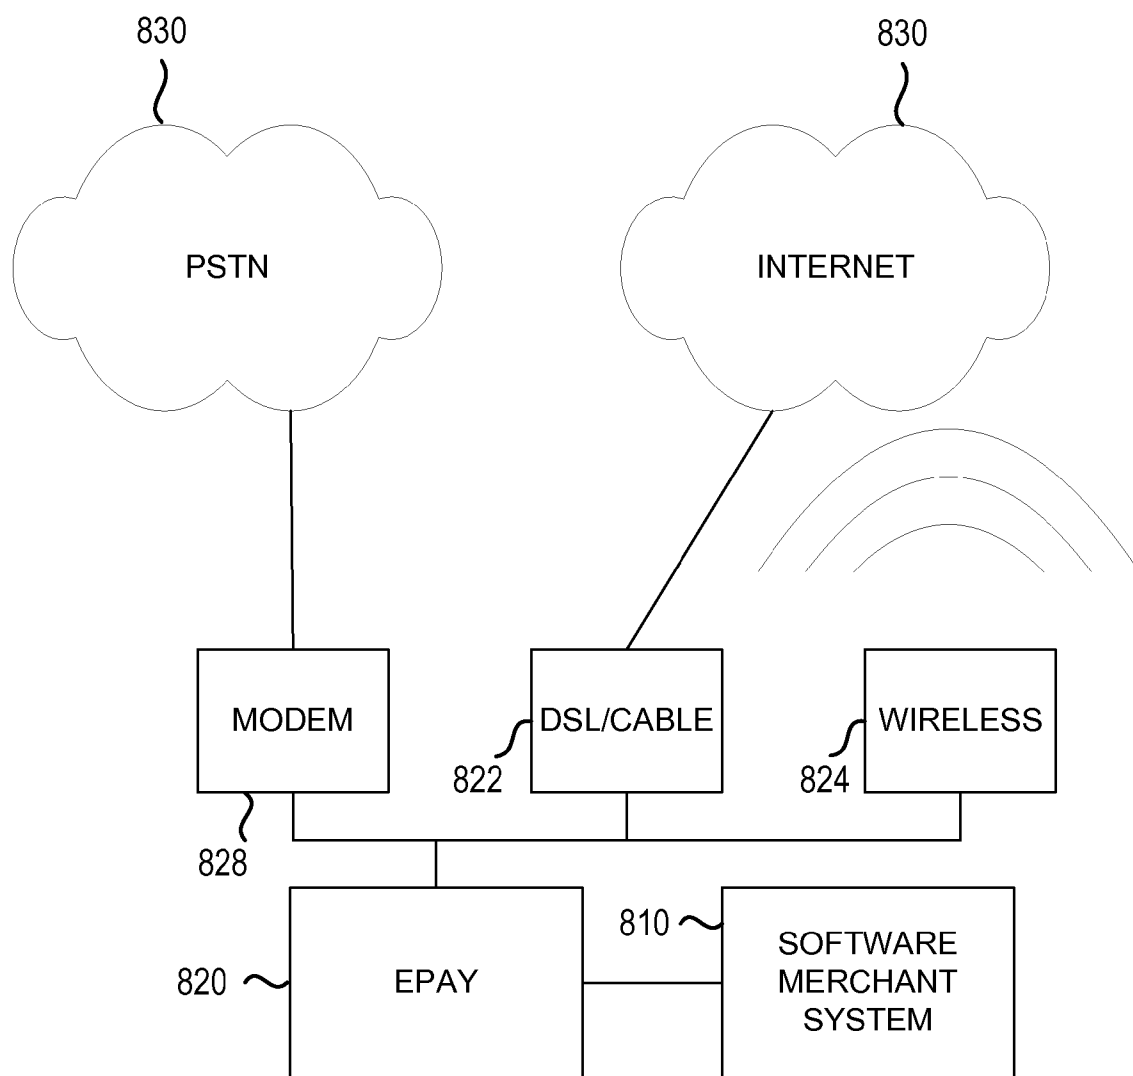 830
830
PSTN
INTERNET
MODEM
DSL/CABLE
WIRELESS
822
824
828
810
SOFTWARE
MERCHANT
SYSTEM
EPAY
820